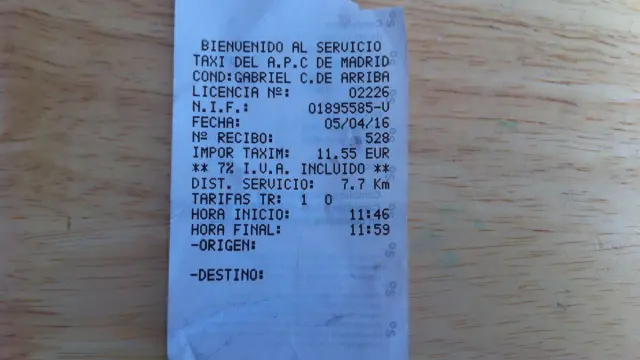 BIENVENIDO AL SERVICIO
TAXI DEL A.P.C DE MADRID
COND:GABRIEL C.DE ARRIBA
LICENCIA Nº: 02226
N.I.F.: 01895585-V
FECHA: 05/04/16
Nº RECIBO: 528
IMPOR TAXIM: 11.55 EUR
** 7% I.V.A. INCLUIDO **
DIST. SERVICIO: 7.7 Km
TARIFAS TR: 1 0
HORA INICIO: 11:46
HORA FINAL: 11:59
-ORIGEN:
-DESTINO: